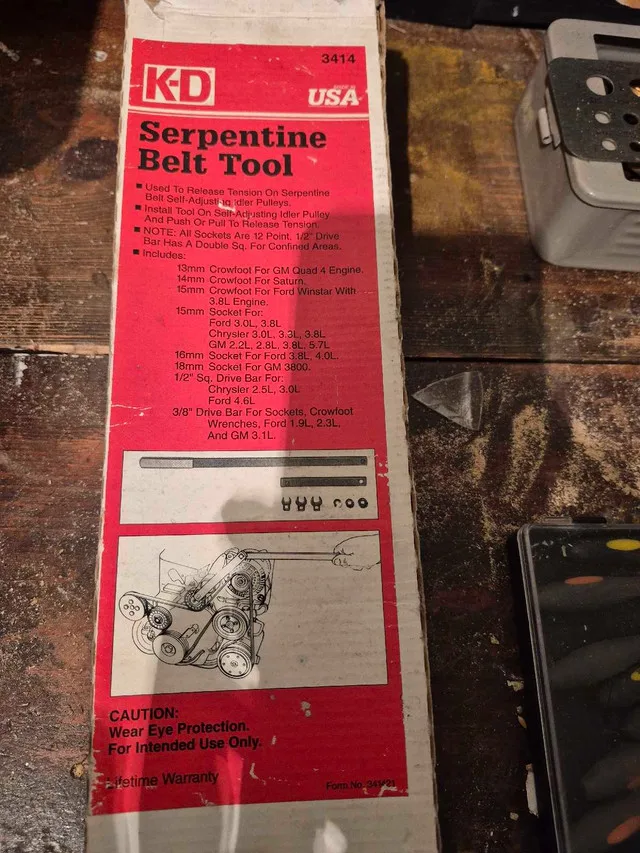 3414
K-D
MADE IN
USA
Serpentine
Belt Tool
■ Used To Release Tension On Serpentine
Belt Self-Adjusting Idler Pulleys.
■ Install Tool On Self-Adjusting Idler Pulley
And Push Or Pull To Release Tension.
■ NOTE: All Sockets Are 12 Point. 1/2" Drive
Bar Has A Double Sq. For Confined Areas.
■ Includes:
13mm Crowfoot For GM Quad 4 Engine.
14mm Crowfoot For Saturn.
15mm Crowfoot For Ford Winstar With
3.8L Engine.
15mm Socket For:
Ford 3.0L, 3.8L
Chrysler 3.0L, 3.3L, 3.8L
GM 2.2L, 2.8L, 3.8L, 5.7L
16mm Socket For Ford 3.8L, 4.0L.
18mm Socket For GM 3800.
1/2" Sq. Drive Bar For:
Chrysler 2.5L, 3.0L
Ford 4.6L
3/8" Drive Bar For Sockets, Crowfoot
Wrenches, Ford 1.9L, 2.3L,
And GM 3.1L.
CAUTION:
Wear Eye Protection.
For Intended Use Only.
Lifetime Warranty
Form No.